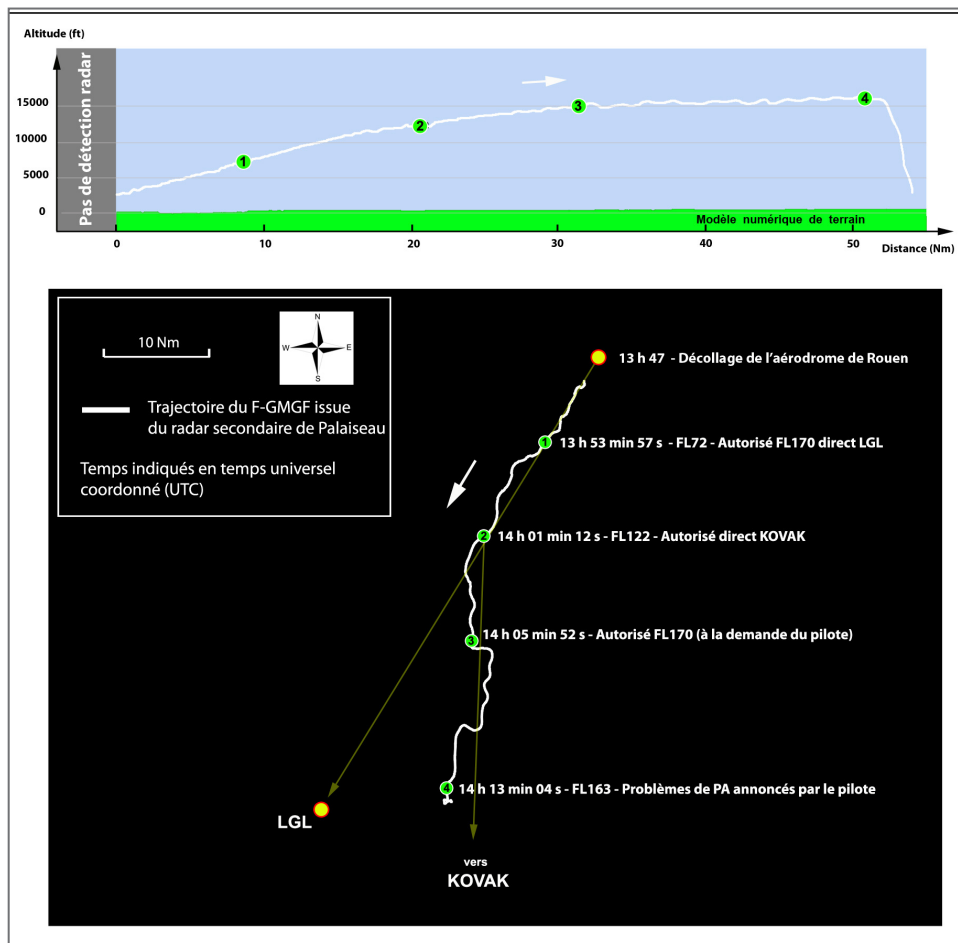 Altitude (ft)
15000
10000
5000
0
Pas de détection radar
1
2
3
4
Modèle numérique de terrain
0
10
20
30
40
50
Distance (Nm)
10 Nm
N
W
E
S
Trajectoire du F-GMGF issue
du radar secondaire de Palaiseau
Temps indiqués en temps universel
coordonné (UTC)
13 h 47 - Décollage de l'aérodrome de Rouen
1
13 h 53 min 57 s - FL72 - Autorisé FL170 direct LGL
2
14 h 01 min 12 s - FL122 - Autorisé direct KOVAK
3
14 h 05 min 52 s - Autorisé FL170 (à la demande du pilote)
4
14 h 13 min 04 s - FL163 - Problèmes de PA annoncés par le pilote
LGL
vers
KOVAK